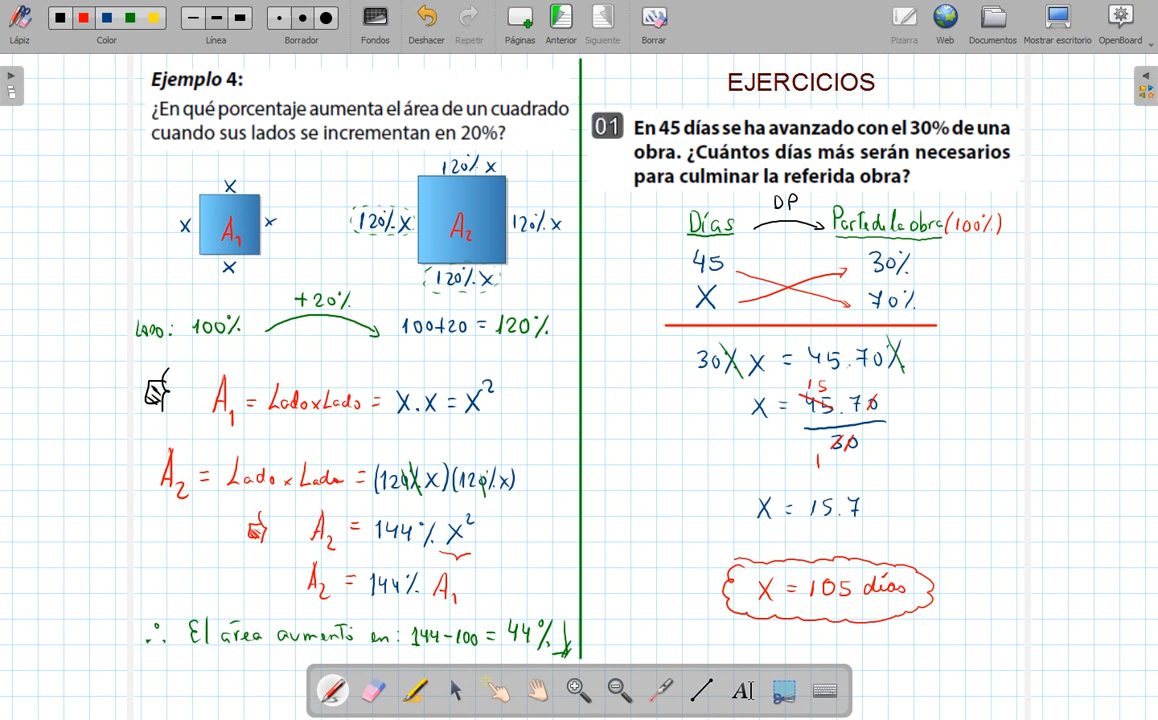 Lápiz
Color
Línea
Borrador
Fondos
Deshacer
Repetir
Páginas
Anterior
Siguiente
Borrar
Pizarra
Web
Documentos
Mostrar escritorio
OpenBoard
Ejemplo 4:
¿En qué porcentaje aumenta el área de un cuadrado
cuando sus lados se incrementan en 20%?
x
x A₁ x
x
120% x
120% x A₂ 120% x
120% x
+20%
LADO: 100% 100+20 = 120%
A₁ = Lado x Lado = x.x = x²
A₂ = Lado x Lado = (120% x)(120% x)
A₂ = 144% x²
A₂ = 144% A₁
∴ El área aumento en: 144-100 = 44%
EJERCICIOS
01 En 45 días se ha avanzado con el 30% de una
obra. ¿Cuántos días más serán necesarios
para culminar la referida obra?
DP
Días Parte de la obra (100%)
45 30%
X 70%
30% x = 45.70%
15
x = 45.70
30
1
x = 15.7
x = 105 días
AI